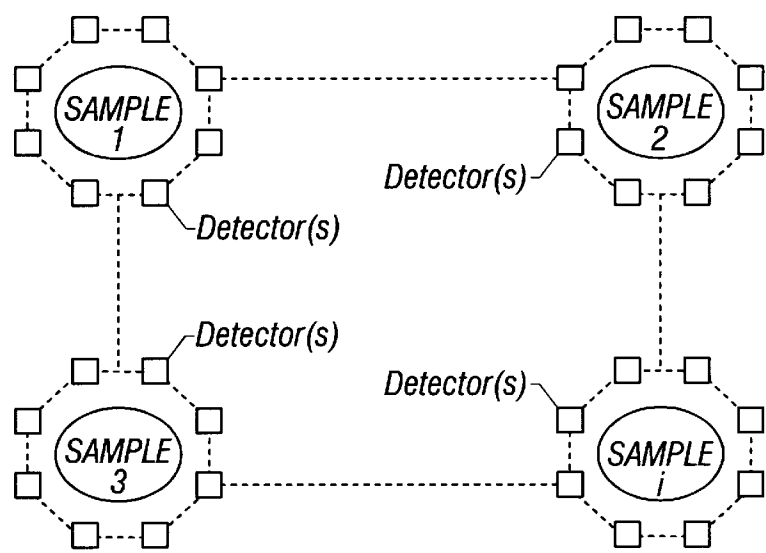 SAMPLE
1
SAMPLE
2
Detector(s)
Detector(s)
Detector(s)
Detector(s)
SAMPLE
3
SAMPLE
i